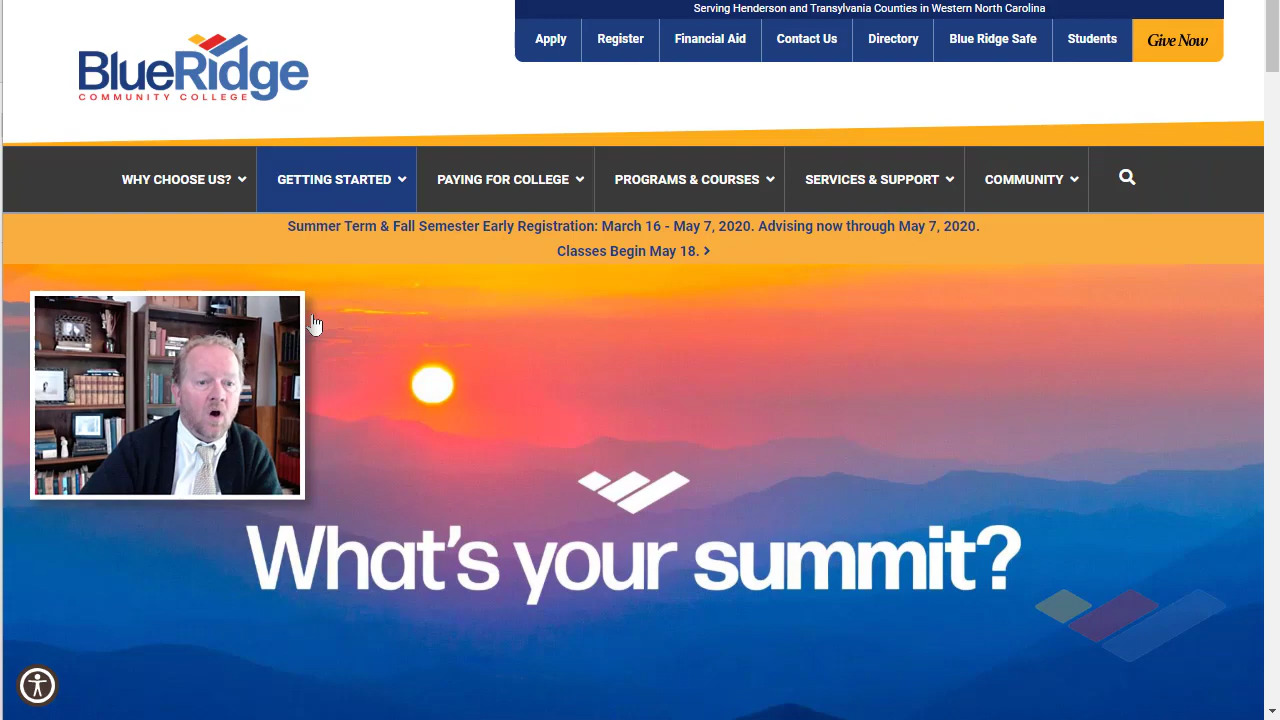 Serving Henderson and Transylvania Counties in Western North Carolina
Apply Register Financial Aid Contact Us Directory Blue Ridge Safe Students Give Now
BlueRidge
COMMUNITY COLLEGE
WHY CHOOSE US? GETTING STARTED PAYING FOR COLLEGE PROGRAMS & COURSES SERVICES & SUPPORT COMMUNITY
Summer Term & Fall Semester Early Registration: March 16 - May 7, 2020. Advising now through May 7, 2020.
Classes Begin May 18.
What's your summit?